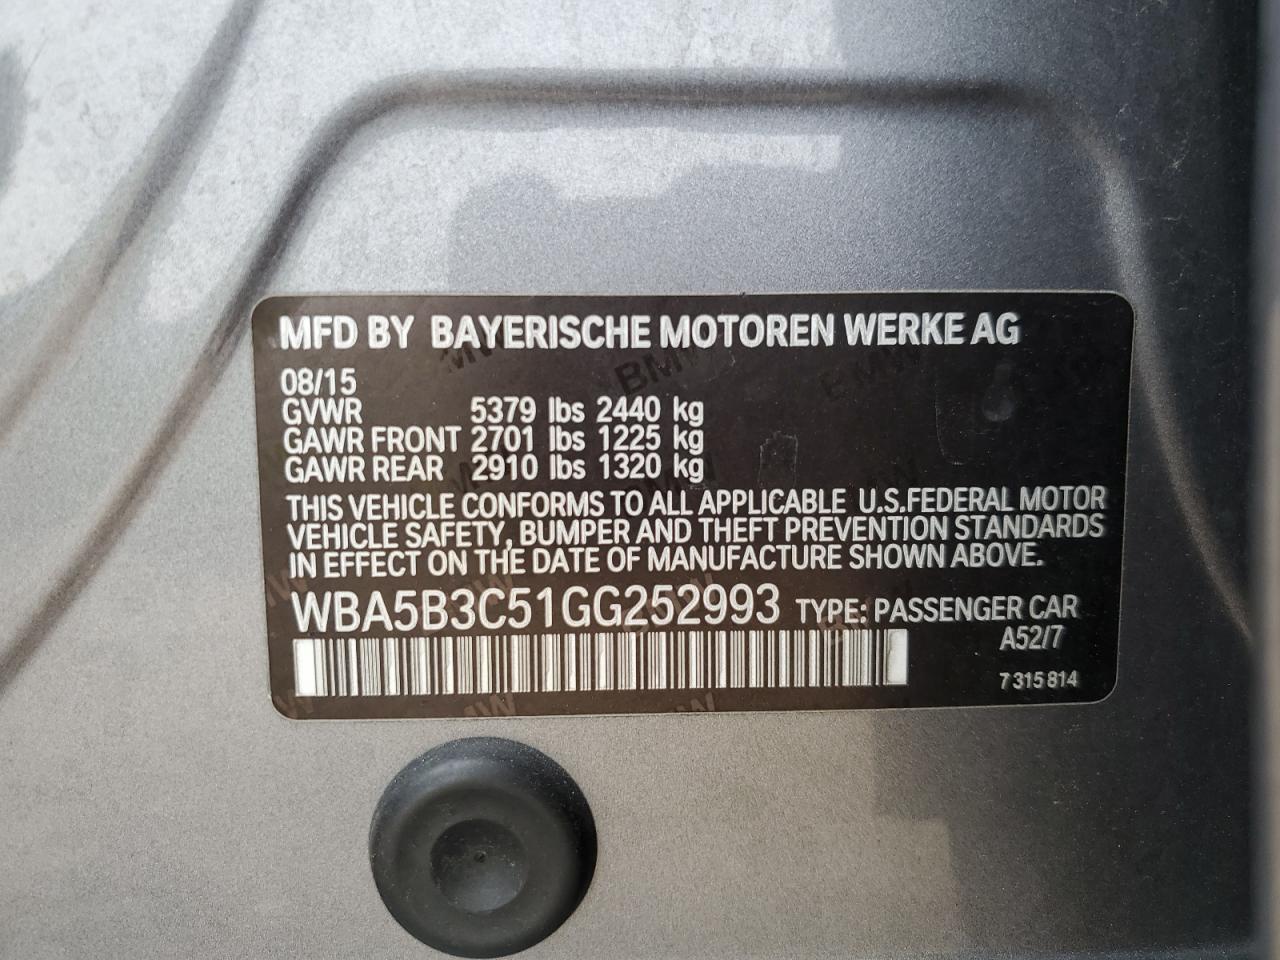 MFD BY BAYERISCHE MOTOREN WERKE AG
08/15
GVWR 5379 lbs 2440 kg
GAWR FRONT 2701 lbs 1225 kg
GAWR REAR 2910 lbs 1320 kg
THIS VEHICLE CONFORMS TO ALL APPLICABLE U.S.FEDERAL MOTOR
VEHICLE SAFETY, BUMPER AND THEFT PREVENTION STANDARDS
IN EFFECT ON THE DATE OF MANUFACTURE SHOWN ABOVE.
WBA5B3C51GG252993 TYPE: PASSENGER CAR
A52/7
7 315 814